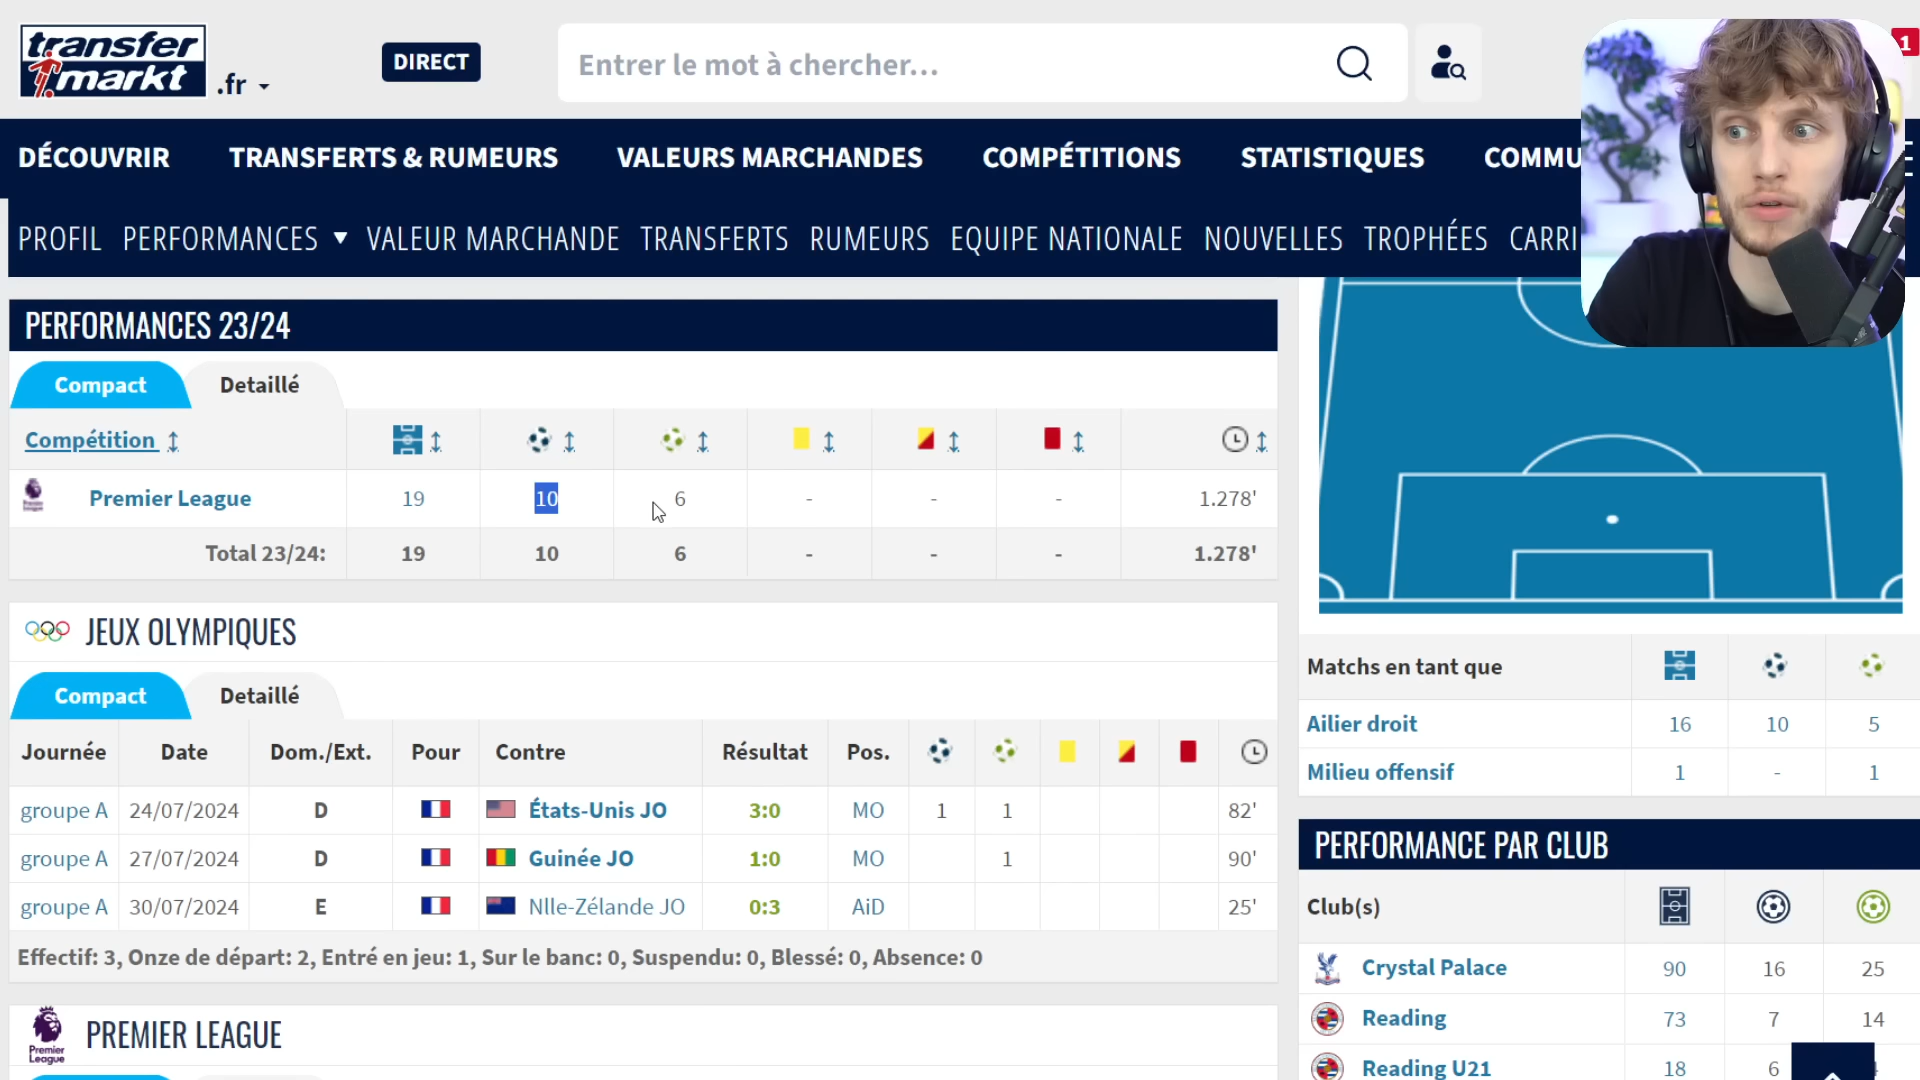 transfer
markt
.fr
DIRECT
Entrer le mot à chercher...
1
DÉCOUVRIR TRANSFERTS & RUMEURS VALEURS MARCHANDES COMPÉTITIONS STATISTIQUES COMMU
PROFIL PERFORMANCES ▼ VALEUR MARCHANDE TRANSFERTS RUMEURS EQUIPE NATIONALE NOUVELLES TROPHÉES CARRI
PERFORMANCES 23/24
Compact Detaillé
Compétition
Premier League 19 10 6 - - - 1.278'
Total 23/24: 19 10 6 - - - 1.278'
JEUX OLYMPIQUES
Compact Detaillé
Journée Date Dom./Ext. Pour Contre Résultat Pos.
groupe A 24/07/2024 D États-Unis JO 3:0 MO 1 1 82'
groupe A 27/07/2024 D Guinée JO 1:0 MO 1 90'
groupe A 30/07/2024 E Nlle-Zélande JO 0:3 AiD 25'
Effectif: 3, Onze de départ: 2, Entré en jeu: 1, Sur le banc: 0, Suspendu: 0, Blessé: 0, Absence: 0
Premier
League
PREMIER LEAGUE
Matchs en tant que
Ailier droit 16 10 5
Milieu offensif 1 - 1
PERFORMANCE PAR CLUB
Club(s)
Crystal Palace 90 16 25
Reading 73 7 14
Reading U21 18 6